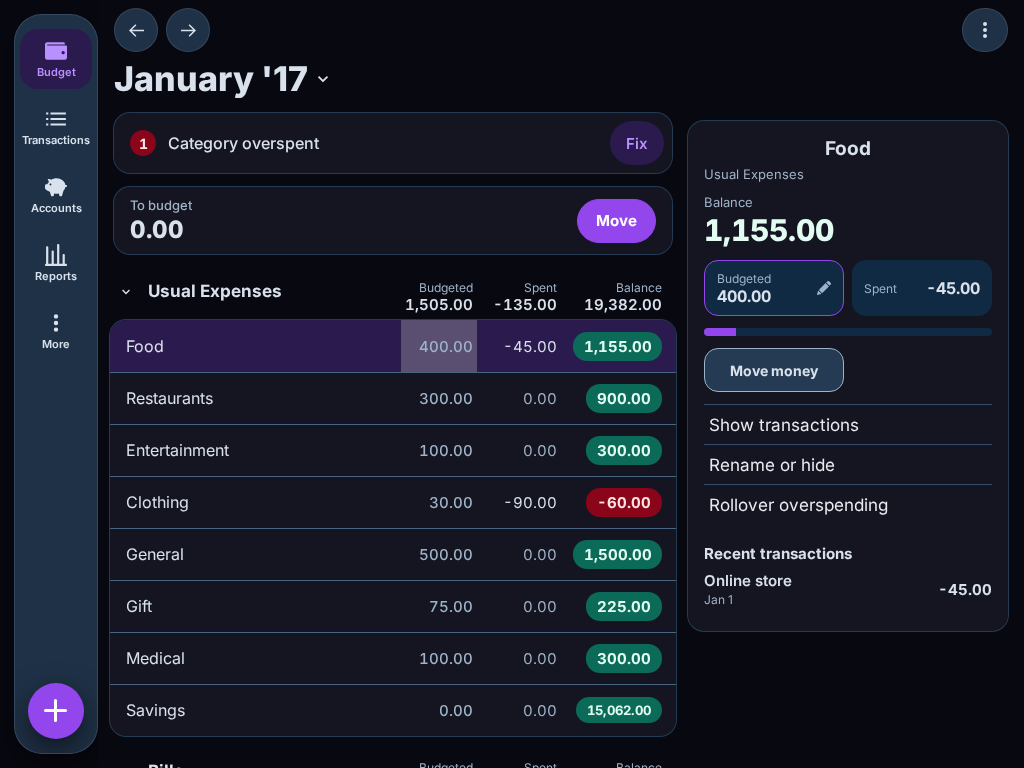 Budget
Transactions
Accounts
Reports
More
January '17
1 Category overspent Fix
To budget
0.00
Move
Usual Expenses
Budgeted Spent Balance
1,505.00 -135.00 19,382.00
Food 400.00 -45.00 1,155.00
Restaurants 300.00 0.00 900.00
Entertainment 100.00 0.00 300.00
Clothing 30.00 -90.00 -60.00
General 500.00 0.00 1,500.00
Gift 75.00 0.00 225.00
Medical 100.00 0.00 300.00
Savings 0.00 0.00 15,062.00
Bills Budgeted Spent Balance
Food
Usual Expenses
Balance
1,155.00
Budgeted
400.00
Spent -45.00
Move money
Show transactions
Rename or hide
Rollover overspending
Recent transactions
Online store -45.00
Jan 1